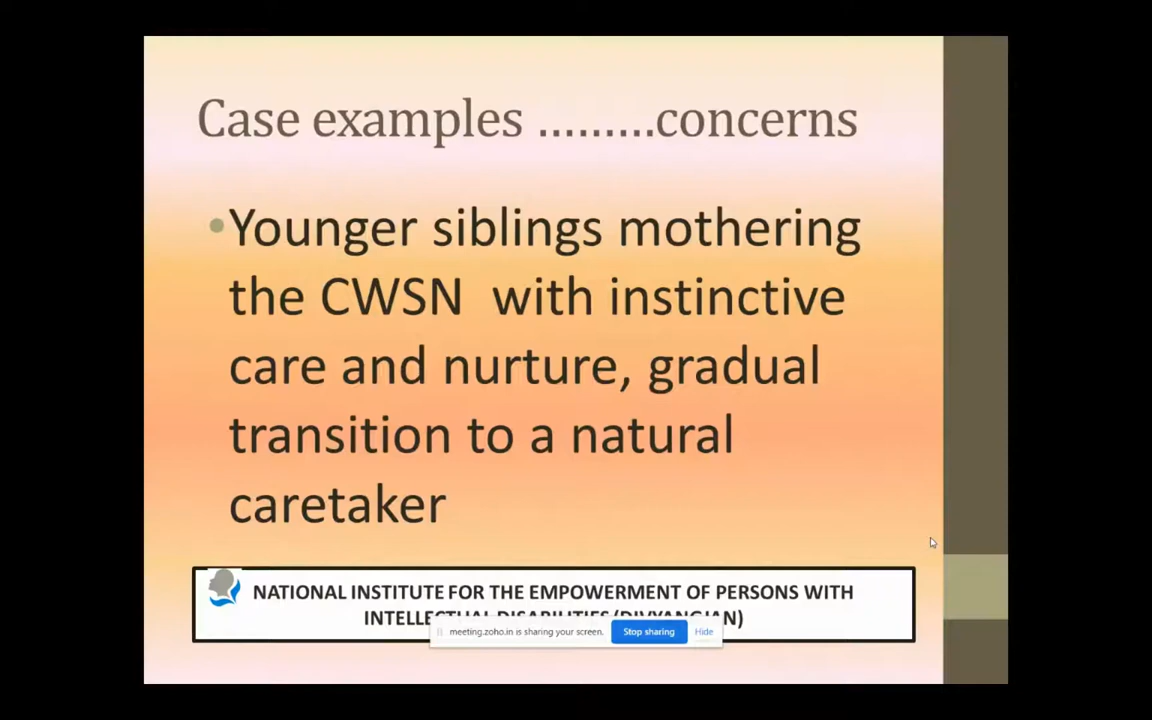 Case examples .........concerns
•Younger siblings mothering
the CWSN with instinctive
care and nurture, gradual
transition to a natural
caretaker
NATIONAL INSTITUTE FOR THE EMPOWERMENT OF PERSONS WITH
INTELLECTUAL DISABILITIES (DIVYANGJAN)
meeting.zoho.in is sharing your screen.
Stop sharing
Hide